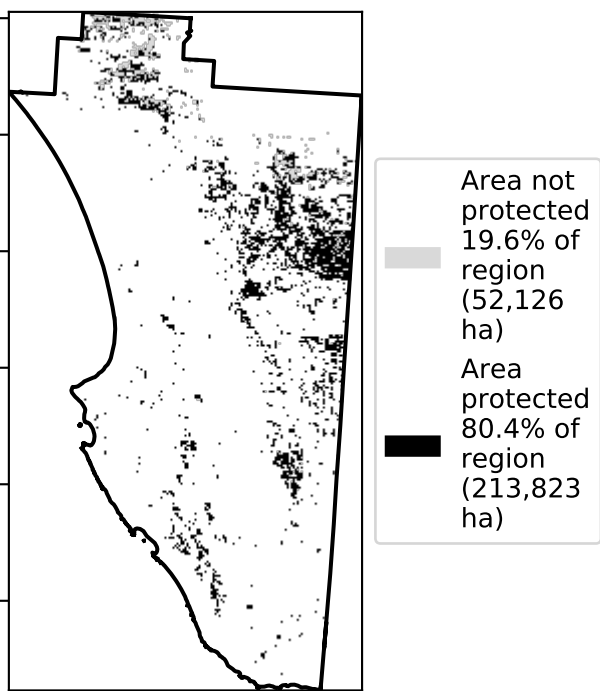 Area not
protected
19.6% of
region
(52,126
ha)
Area
protected
80.4% of
region
(213,823
ha)